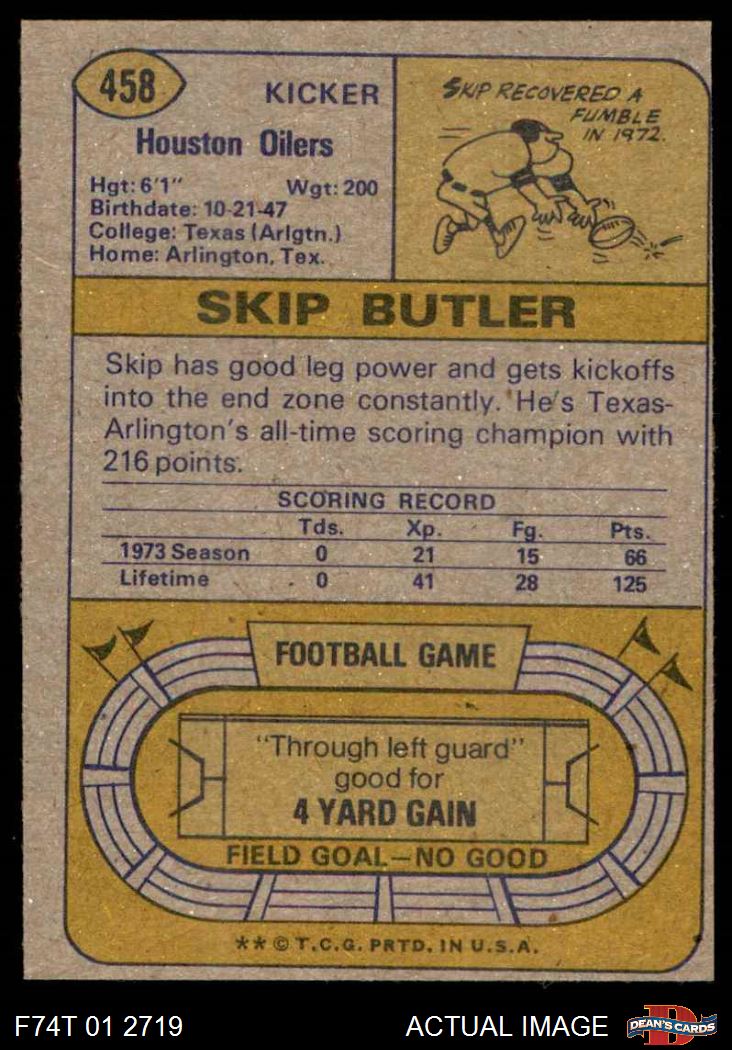 458
KICKER
Houston Oilers
Hgt: 6'1" Wgt: 200
Birthdate: 10-21-47
College: Texas (Arlgtn.)
Home: Arlington, Tex.
SKIP RECOVERED A
FUMBLE
IN 1972.
SKIP BUTLER
Skip has good leg power and gets kickoffs
into the end zone constantly. He's Texas-
Arlington's all-time scoring champion with
216 points.
SCORING RECORD
Tds. Xp. Fg. Pts.
1973 Season 0 21 15 66
Lifetime 0 41 28 125
FOOTBALL GAME
"Through left guard"
good for
4 YARD GAIN
FIELD GOAL—NO GOOD
** © T.C.G. PRTD. IN U.S.A.
F74T 01 2719 ACTUAL IMAGE
DEAN'S CARDS